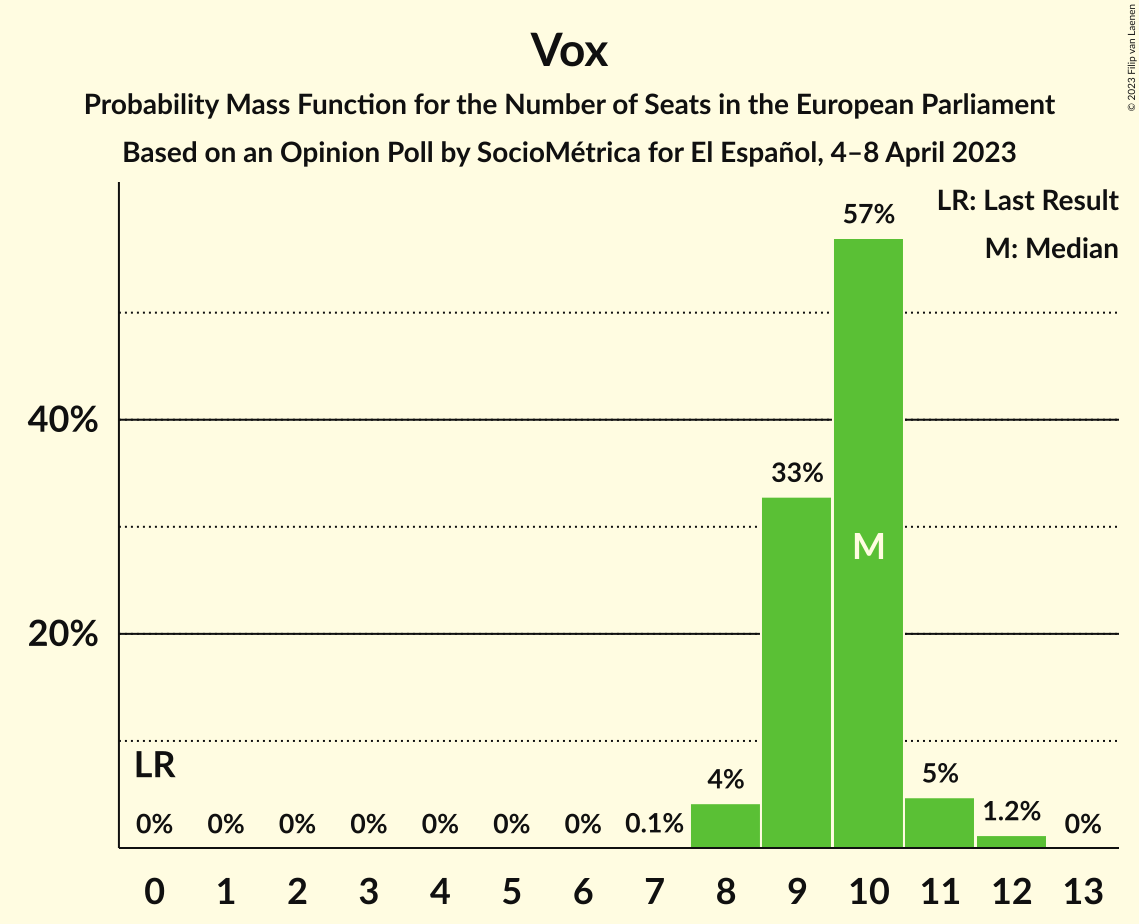 Vox
Probability Mass Function for the Number of Seats in the European Parliament
Based on an Opinion Poll by SocioMétrica for El Español, 4–8 April 2023
© 2023 Filip van Laenen
LR: Last Result
M: Median
57%
40%
33%
M
20%
LR
0% 0% 0% 0% 0% 0% 0% 0.1% 4% 5% 1.2% 0%
0 1 2 3 4 5 6 7 8 9 10 11 12 13